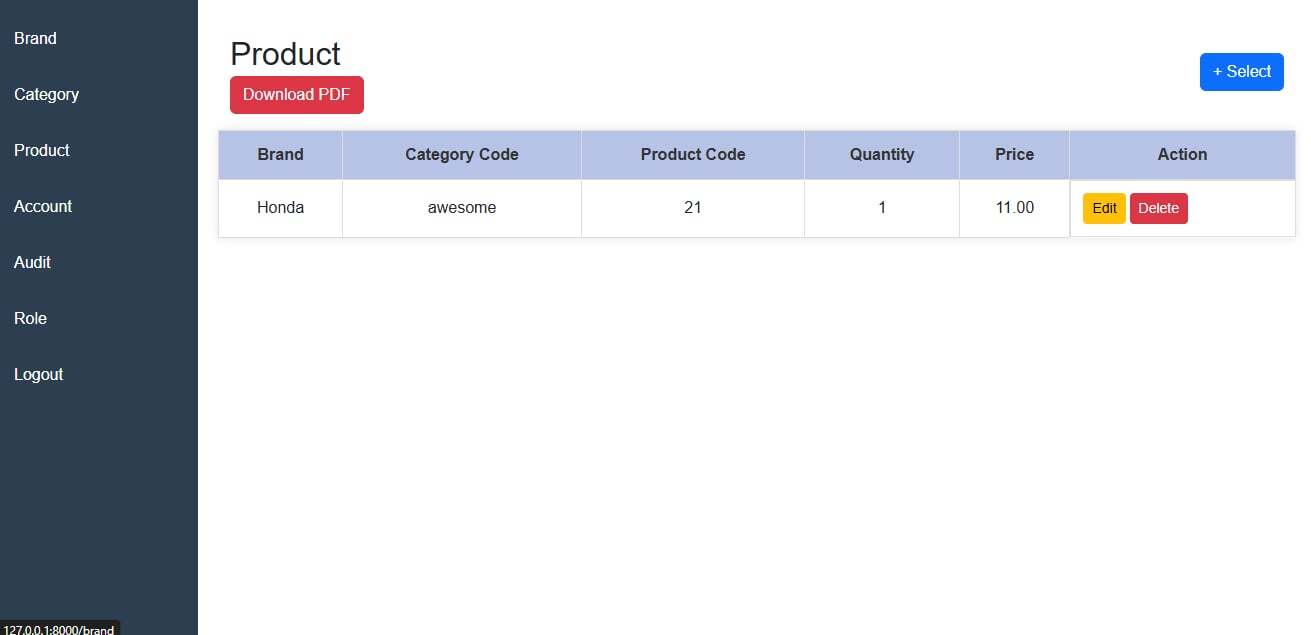 Brand
Category
Product
Account
Audit
Role
Logout
Product
Download PDF
+ Select
Brand Category Code Product Code Quantity Price Action
Honda awesome 21 1 11.00 Edit Delete
127.0.0.1:8000/brand